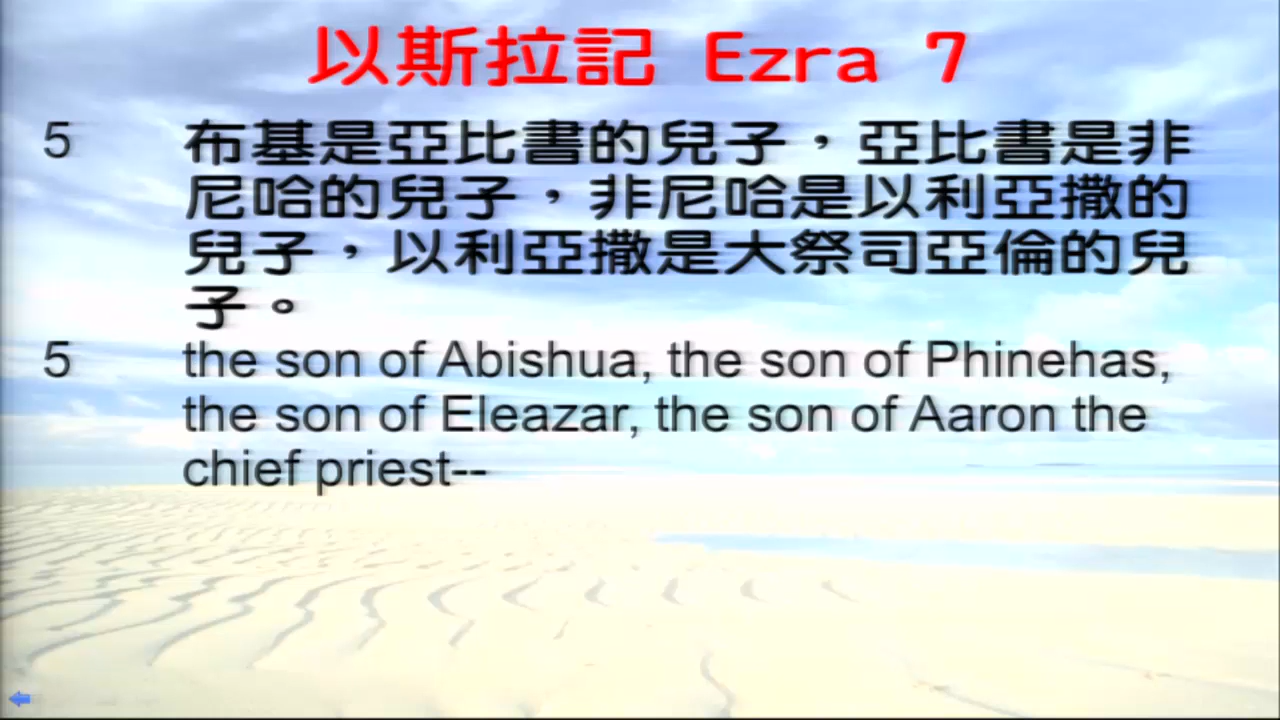 以斯拉記 Ezra 7
5 布基是亞比書的兒子，亞比書是非
尼哈的兒子，非尼哈是以利亞撒的
兒子，以利亞撒是大祭司亞倫的兒
子。
5 the son of Abishua, the son of Phinehas,
the son of Eleazar, the son of Aaron the
chief priest--